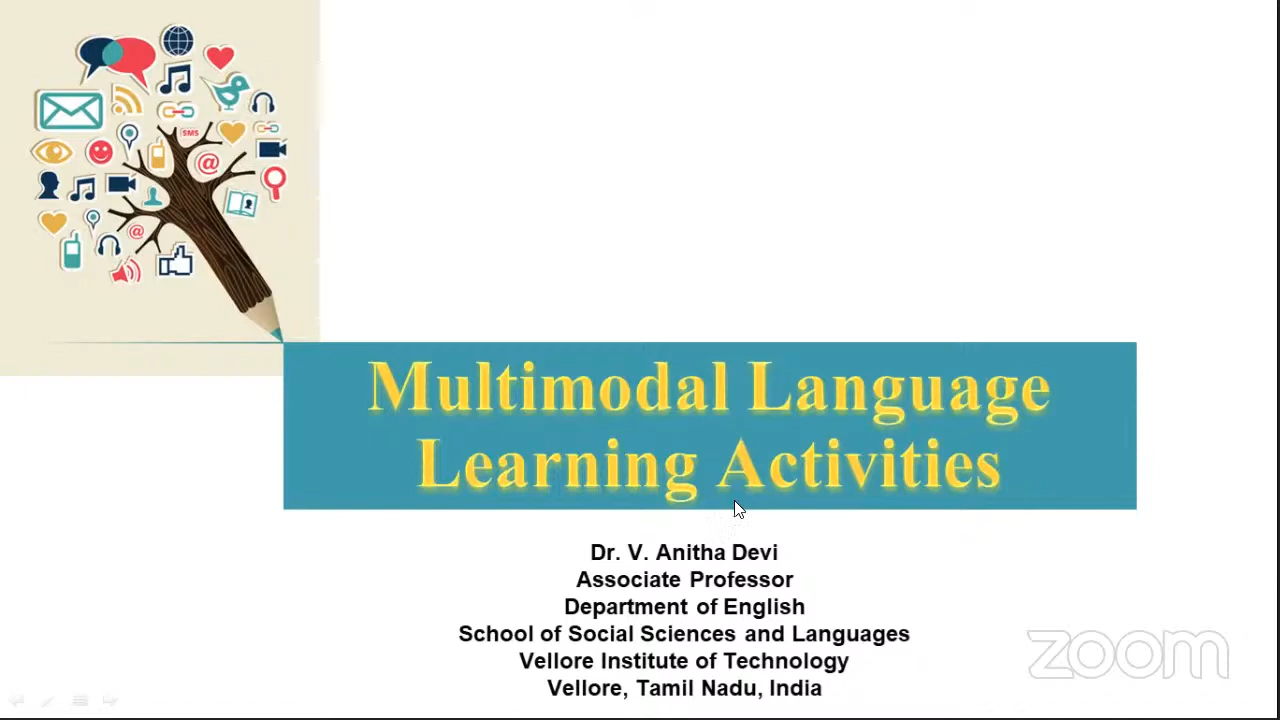 SMS
@
@
Multimodal Language
Learning Activities
Dr. V. Anitha Devi
Associate Professor
Department of English
School of Social Sciences and Languages
Vellore Institute of Technology
Vellore, Tamil Nadu, India
zoom